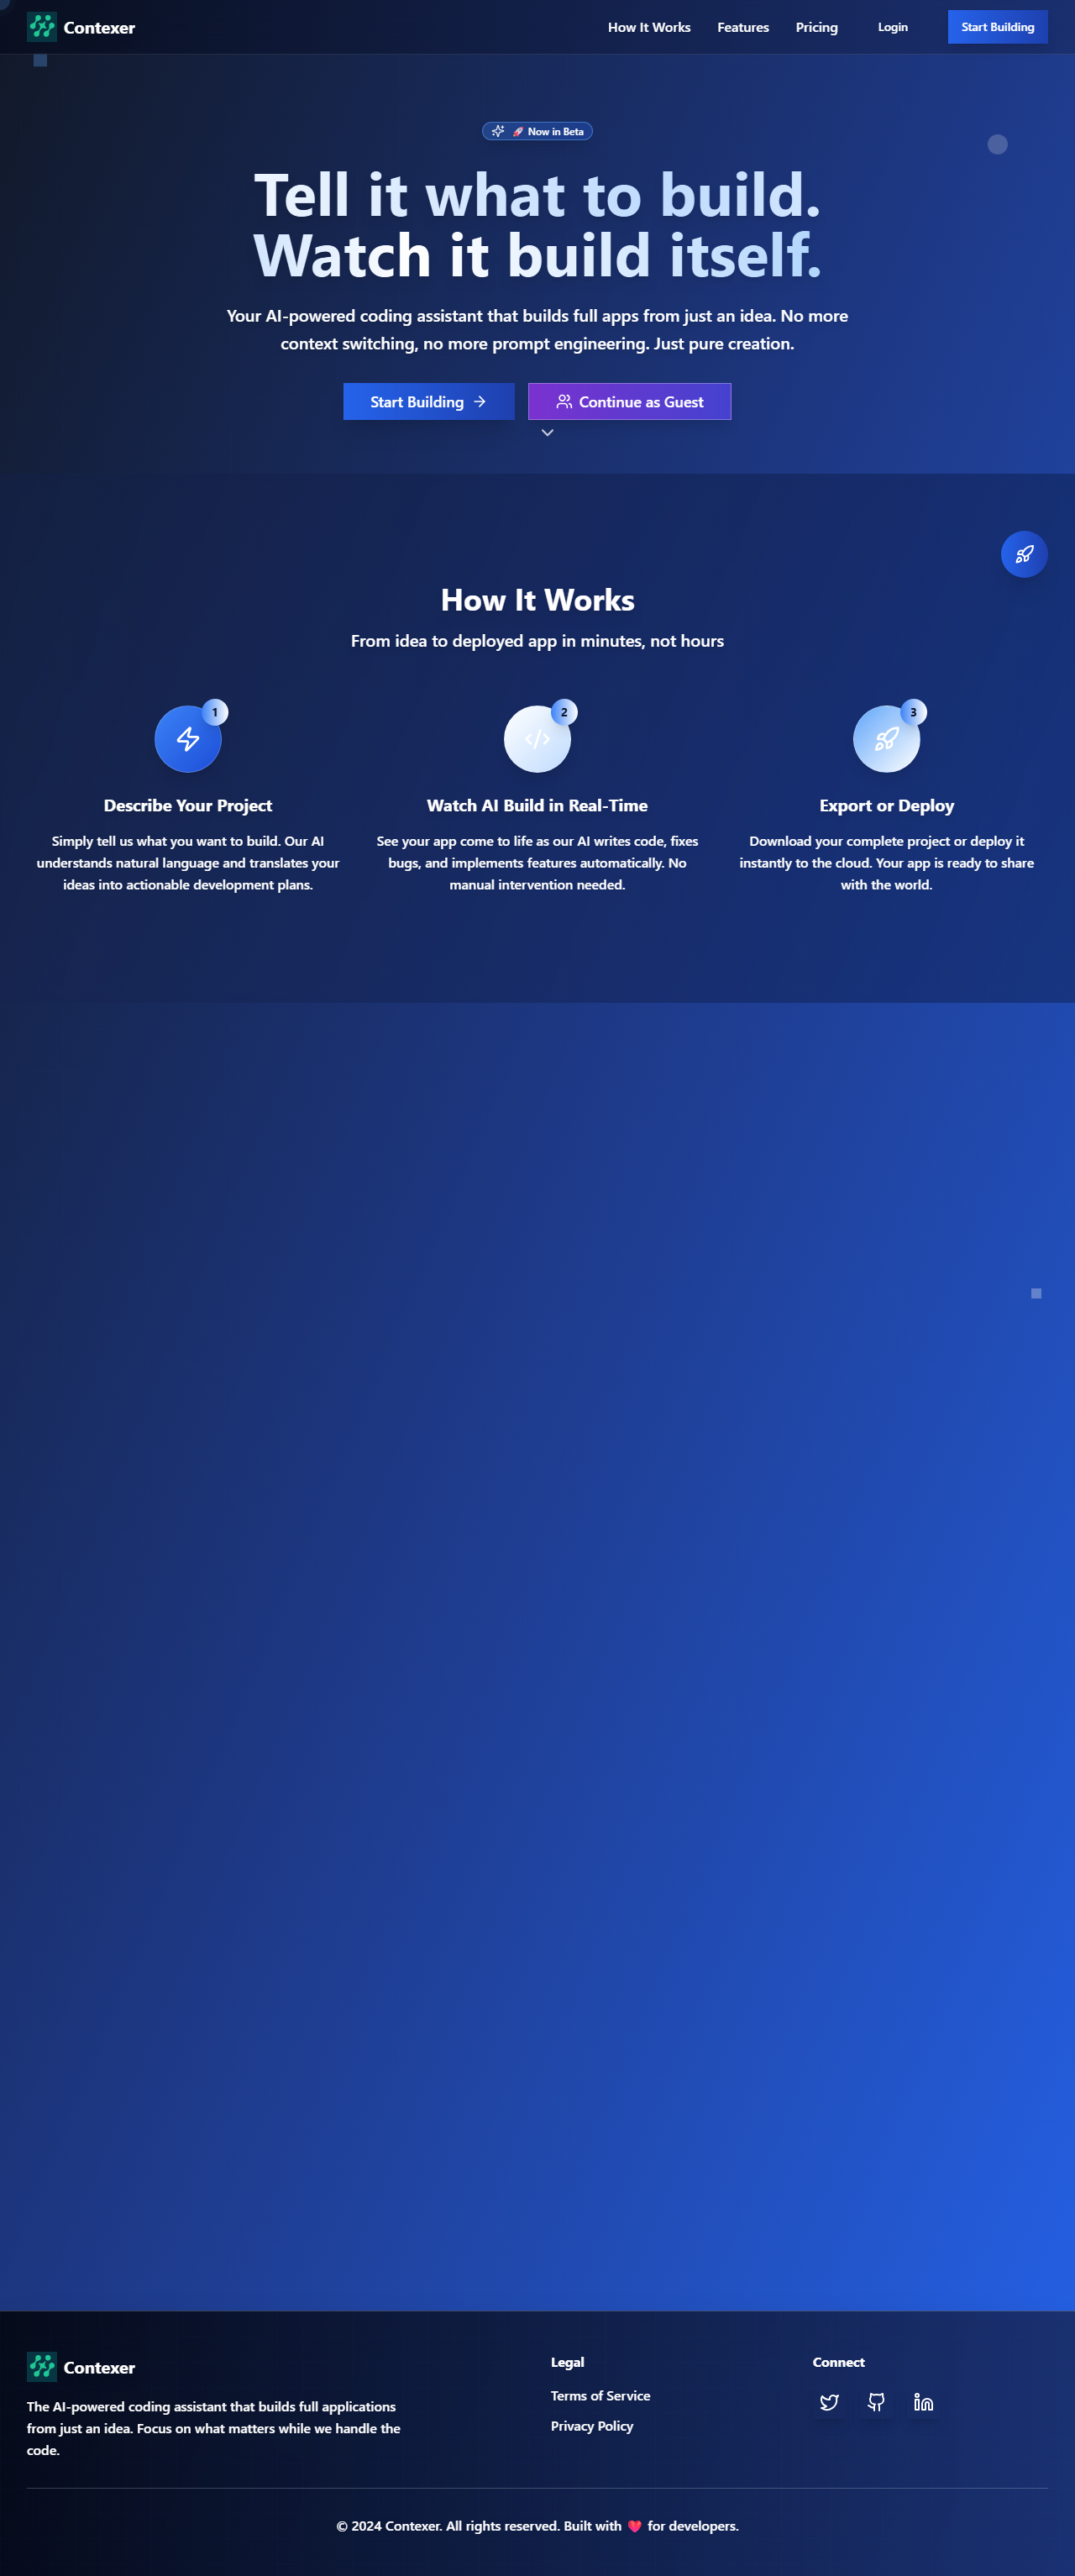 Contexer
How It Works
Features
Pricing
Login
Start Building
🚀 Now in Beta
Tell it what to build.
Watch it build itself.
Your AI-powered coding assistant that builds full apps from just an idea. No more
context switching, no more prompt engineering. Just pure creation.
Start Building
Continue as Guest
How It Works
From idea to deployed app in minutes, not hours
1
Describe Your Project
Simply tell us what you want to build. Our AI
understands natural language and translates your
ideas into actionable development plans.
2
Watch AI Build in Real-Time
See your app come to life as our AI writes code, fixes
bugs, and implements features automatically. No
manual intervention needed.
3
Export or Deploy
Download your complete project or deploy it
instantly to the cloud. Your app is ready to share
with the world.
Contexer
The AI-powered coding assistant that builds full applications
from just an idea. Focus on what matters while we handle the
code.
Legal
Terms of Service
Privacy Policy
Connect
© 2024 Contexer. All rights reserved. Built with ❤️ for developers.